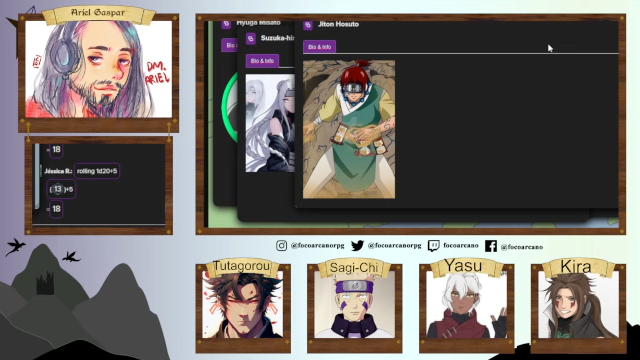 Ariel Gaspar
DM.
ARIEL
= 18
Jéssica R.: rolling 1d20+5
(13)+5
= 18
Hyuga Misato
Bio &
Suzuka-hi
Bio & Info
Jiton Hosuto
Bio & Info
@focoarcanorpg
@focoarcanorpg
focoarcano
@focoarcano
Tutagorou
Sagi-Chi
Yasu
Kira